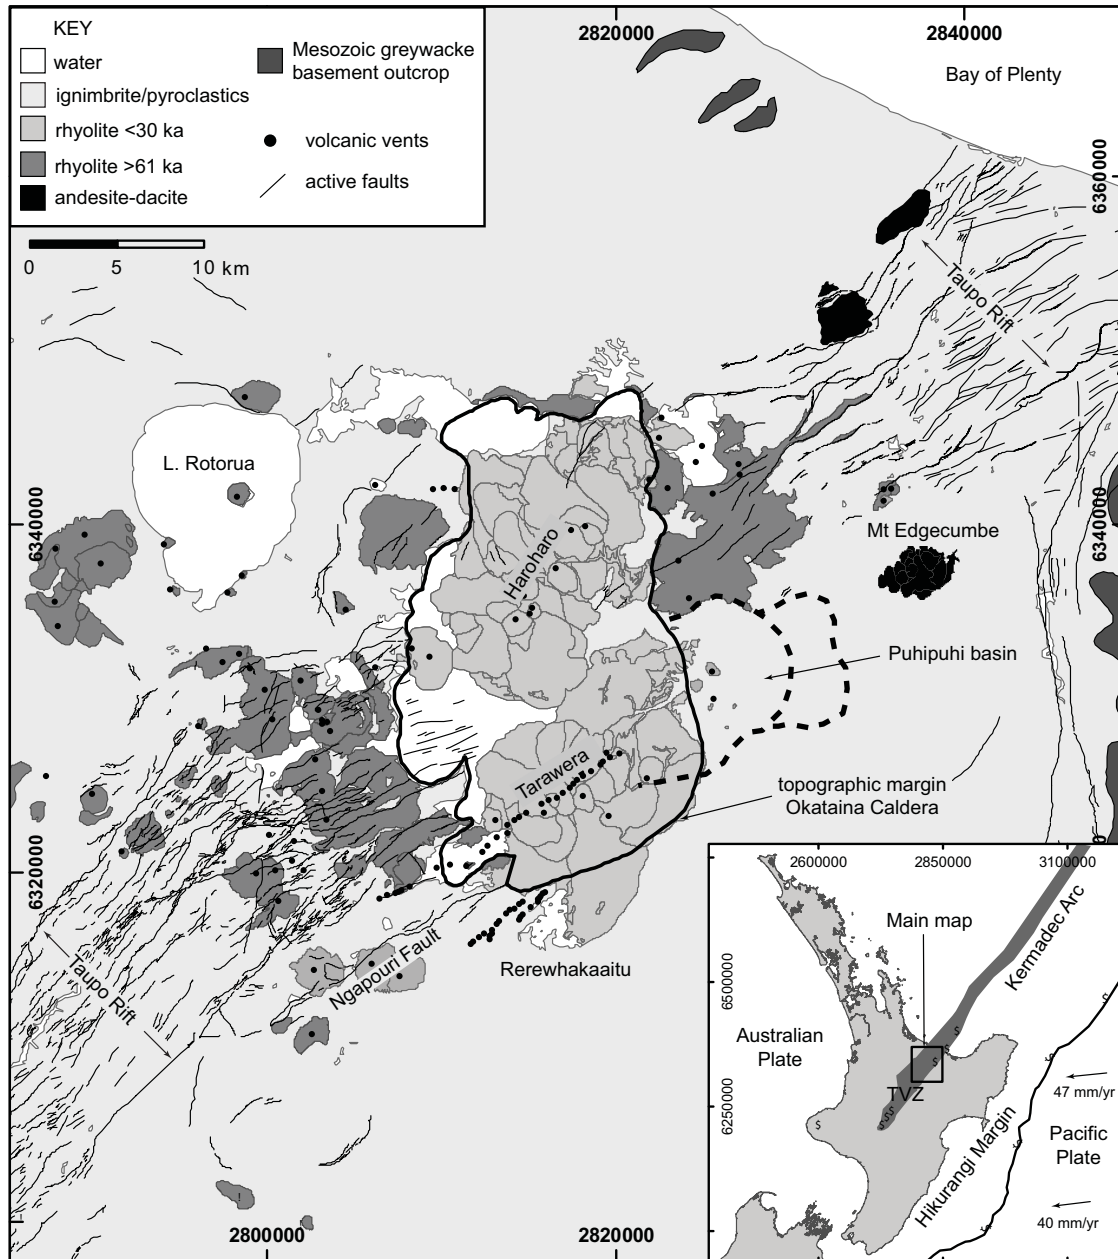 KEY
water
ignimbrite/pyroclastics
rhyolite <30 ka
rhyolite >61 ka
andesite-dacite
Mesozoic greywacke
basement outcrop
volcanic vents
active faults
0 5 10 km
2820000
2840000
Bay of Plenty
6360000
Taupo Rift
L. Rotorua
6340000
6340000
Haroharo
Mt Edgecumbe
Puhipuhi basin
Tarawera
topographic margin
Okataina Caldera
6320000
Ngapouri Fault
Rerewhakaaitu
Taupo Rift
2800000
2820000
2600000
2850000
3100000
Main map
Kermadec Arc
6500000
Australian
Plate
TVZ
47 mm/yr
6250000
Hikurangi Margin
Pacific
Plate
40 mm/yr